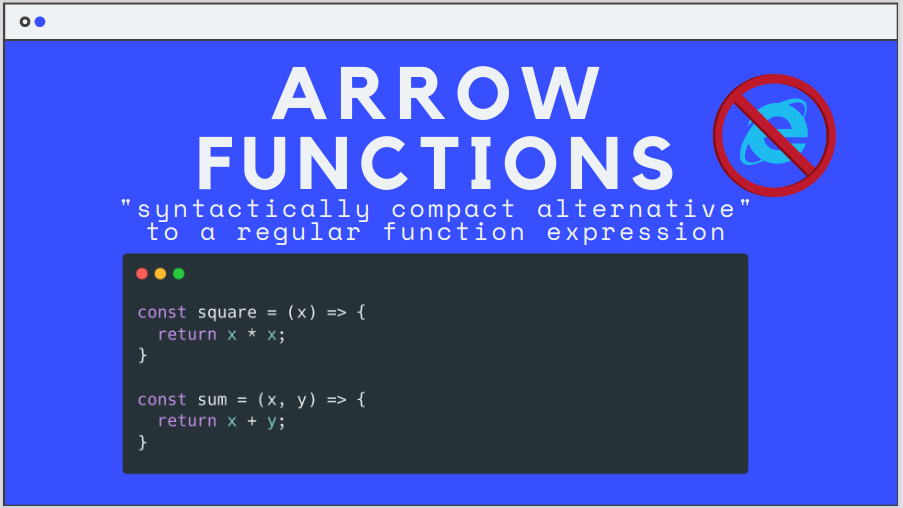 ARROW
FUNCTIONS
"syntactically compact alternative"
to a regular function expression
const square = (x) => {
  return x * x;
}
const sum = (x, y) => {
  return x + y;
}